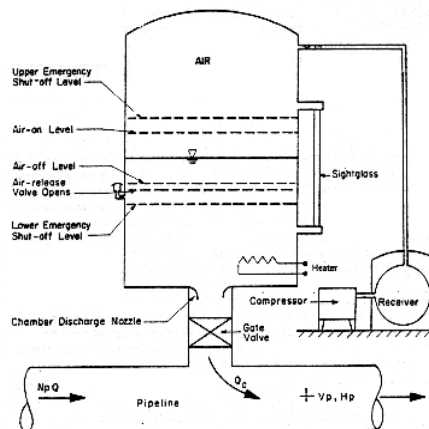 AIR
Upper Emergency
Shut-off Level
Air-on Level
Air-off Level
Air-release
Valve Opens
Lower Emergency
Shut-off Level
Sightglass
Heater
Compressor
Receiver
Chamber Discharge Nozzle
Gate
Valve
NpQ
Qc
Vp, Hp
Pipeline